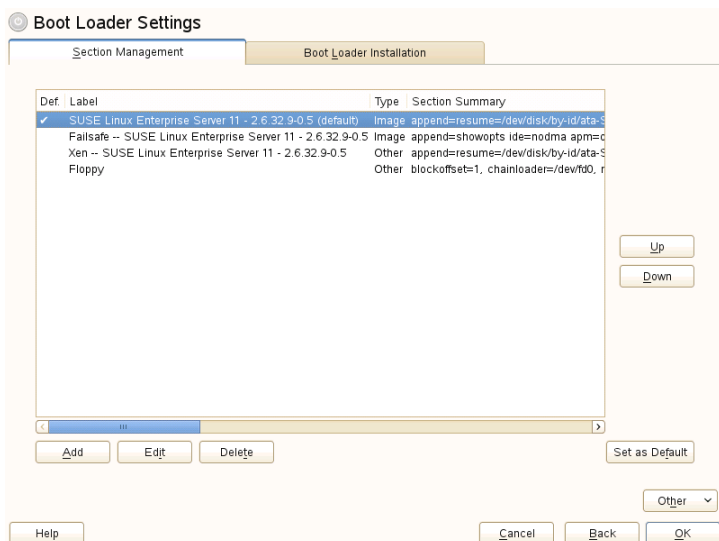 Boot Loader Settings
Section Management Boot Loader Installation
Def. Label Type Section Summary
✔ SUSE Linux Enterprise Server 11 - 2.6.32.9-0.5 (default) Image append=resume=/dev/disk/by-id/ata-S
Failsafe -- SUSE Linux Enterprise Server 11 - 2.6.32.9-0.5 Image append=showopts ide=nodma apm=o
Xen -- SUSE Linux Enterprise Server 11 - 2.6.32.9-0.5 Other append=resume=/dev/disk/by-id/ata-S
Floppy Other blockoffset=1, chainloader=/dev/fd0, r
Up
Down
Add Edit Delete Set as Default
Other
Help Cancel Back OK